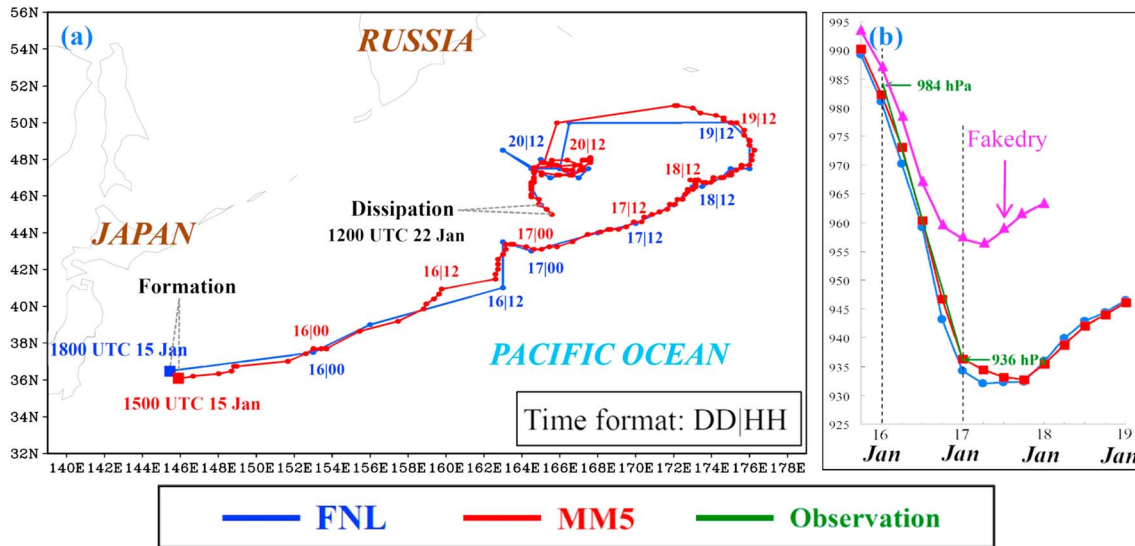 (a)
RUSSIA
JAPAN
PACIFIC OCEAN
56N
54N
52N
50N
48N
46N
44N
42N
40N
38N
36N
34N
32N
140E 142E 144E 146E 148E 150E 152E 154E 156E 158E 160E 162E 164E 166E 168E 170E 172E 174E 176E 178E
Formation
1800 UTC 15 Jan
1500 UTC 15 Jan
16|00
16|00
16|12
16|12
17|00
17|00
17|12
17|12
18|12
18|12
19|12
19|12
20|12
20|12
Dissipation
1200 UTC 22 Jan
Time format: DD|HH
(b)
995
990
985
980
975
970
965
960
955
950
945
940
935
930
925
984 hPa
Fakedry
936 hPa
16 17 18 19
Jan Jan Jan Jan
FNL MM5 Observation